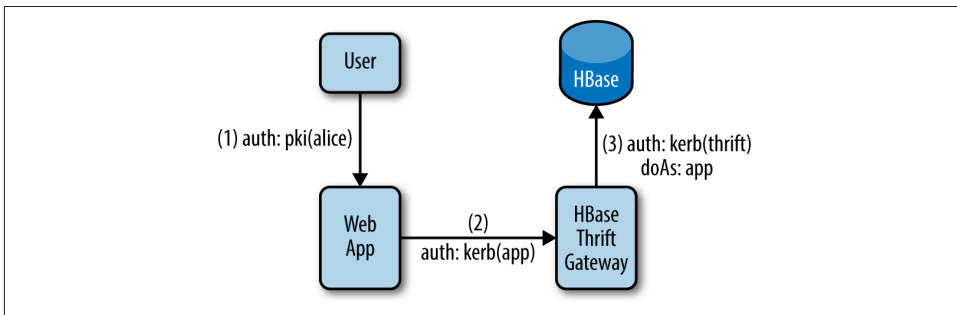 User
HBase
(1) auth: pki(alice)
(3) auth: kerb(thrift)
doAs: app
Web
App
(2)
auth: kerb(app)
HBase
Thrift
Gateway